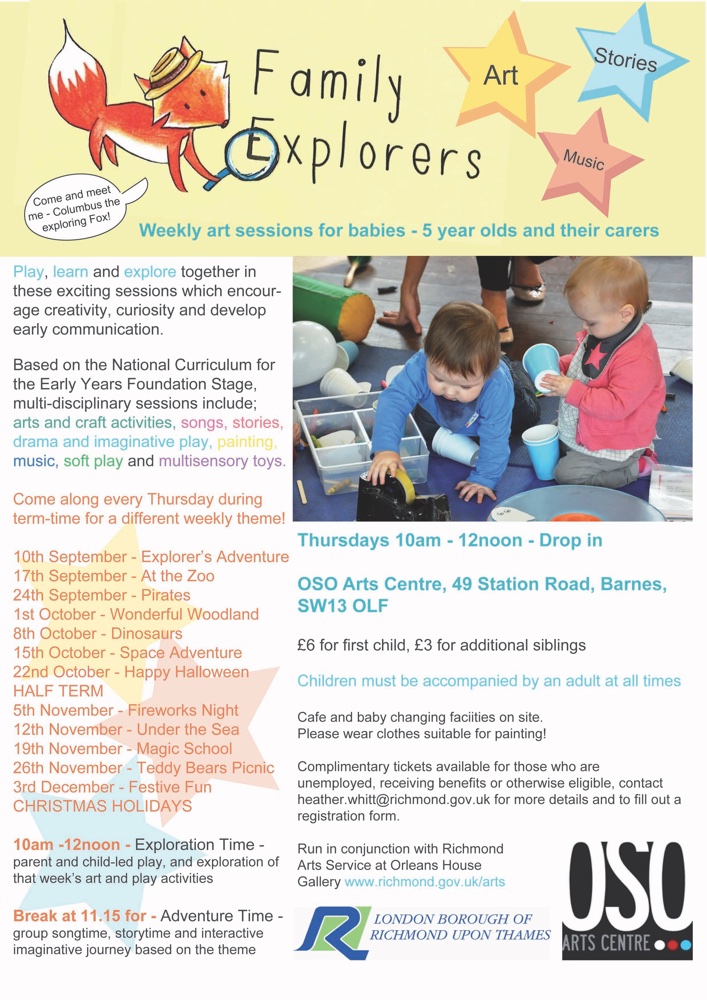 Family
Explorers
Art
Stories
Music
Come and meet
me - Columbus the
exploring Fox!
Weekly art sessions for babies - 5 year olds and their carers
Play, learn and explore together in
these exciting sessions which encour-
age creativity, curiosity and develop
early communication.
Based on the National Curriculum for
the Early Years Foundation Stage,
multi-disciplinary sessions include;
arts and craft activities, songs, stories,
drama and imaginative play, painting,
music, soft play and multisensory toys.
Come along every Thursday during
term-time for a different weekly theme!
10th September - Explorer's Adventure
17th September - At the Zoo
24th September - Pirates
1st October - Wonderful Woodland
8th October - Dinosaurs
15th October - Space Adventure
22nd October - Happy Halloween
HALF TERM
5th November - Fireworks Night
12th November - Under the Sea
19th November - Magic School
26th November - Teddy Bears Picnic
3rd December - Festive Fun
CHRISTMAS HOLIDAYS
10am -12noon - Exploration Time -
parent and child-led play, and exploration of
that week's art and play activities
Break at 11.15 for - Adventure Time -
group songtime, storytime and interactive
imaginative journey based on the theme
Thursdays 10am - 12noon - Drop in
OSO Arts Centre, 49 Station Road, Barnes,
SW13 OLF
£6 for first child, £3 for additional siblings
Children must be accompanied by an adult at all times
Cafe and baby changing faciities on site.
Please wear clothes suitable for painting!
Complimentary tickets available for those who are
unemployed, receiving benefits or otherwise eligible, contact
heather.whitt@richmond.gov.uk for more details and to fill out a
registration form.
Run in conjunction with Richmond
Arts Service at Orleans House
Gallery www.richmond.gov.uk/arts
LONDON BOROUGH OF
RICHMOND UPON THAMES
OSO
ARTS CENTRE